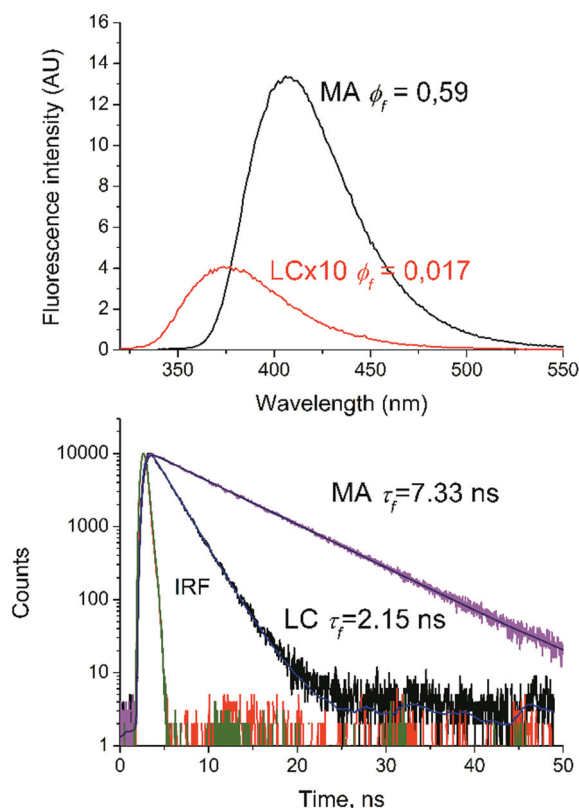 16
14
12
10
8
6
4
2
0
Fluorescence intensity (AU)
MA ϕf = 0,59
LCx10 ϕf = 0,017
350 400 450 500 550
Wavelength (nm)
10000
1000
100
10
1
Counts
MA τf=7.33 ns
IRF
LC τf=2.15 ns
0 10 20 30 40 50
Time, ns